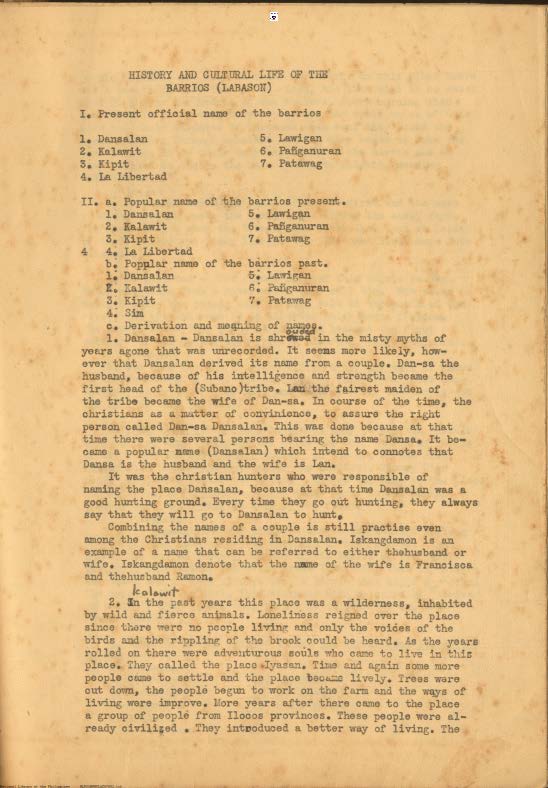 HISTORY AND CULTURAL LIFE OF THE
BARRIOS (LABASON)
I. Present official name of the barrios
1. Dansalan 5. Lawigan
2. Kalawit 6. Pañganuran
3. Kipit 7. Patawag
4. La Libertad
II. a. Popular name of the barrios present.
1. Dansalan 5. Lawigan
2. Kalawit 6. Pañganuran
3. Kipit 7. Patawag
4 4. La Libertad
b. Popular name of the barrios past.
1. Dansalan 5. Lawigan
2. Kalawit 6. Pañganuran
3. Kipit 7. Patawag
4. Sim
c. Derivation and meaning of names.
1. Dansalan - Dansalan is shrouded in the misty myths of
years agone that was unrecorded. It seems more likely, how-
ever that Dansalan derived its name from a couple. Dan-sa the
husband, because of his intelligence and strength became the
first head of the (Subano)tribe. Lan the fairest maiden of
the tribe became the wife of Dan-sa. In course of the time, the
christians as a matter of convinience, to assure the right
person called Dan-sa Dansalan. This was done because at that
time there were several persons bearing the name Dansa. It be-
came a popular name (Dansalan) which intend to connotes that
Dansa is the husband and the wife is Lan.
It was the christian hunters who were responsible of
naming the place Dansalan, because at that time Dansalan was a
good hunting ground. Every time they go out hunting, they always
say that they will go to Dansalan to hunt.
Combining the names of a couple is still practise even
among the Christians residing in Dansalan. Iskangdamon is an
example of a name that can be referred to either thehusband or
wife. Iskangdamon denote that the name of the wife is Francisca
and thehusband Ramon.
Kalawit
2. In the past years this place was a wilderness, inhabited
by wild and fierce animals. Loneliness reigned over the place
since there were no people living and only the voides of the
birds and the rippling of the brook could be heard. As the years
rolled on there were adventurous souls who came to live in this
place. They called the place Iyasan. Time and again some more
people came to settle and the place became lively. Trees were
cut down, the people begun to work on the farm and the ways of
living were improve. More years after there came to the place
a group of people from Ilocos provinces. These people were al-
ready civilized . They introduced a better way of living. The